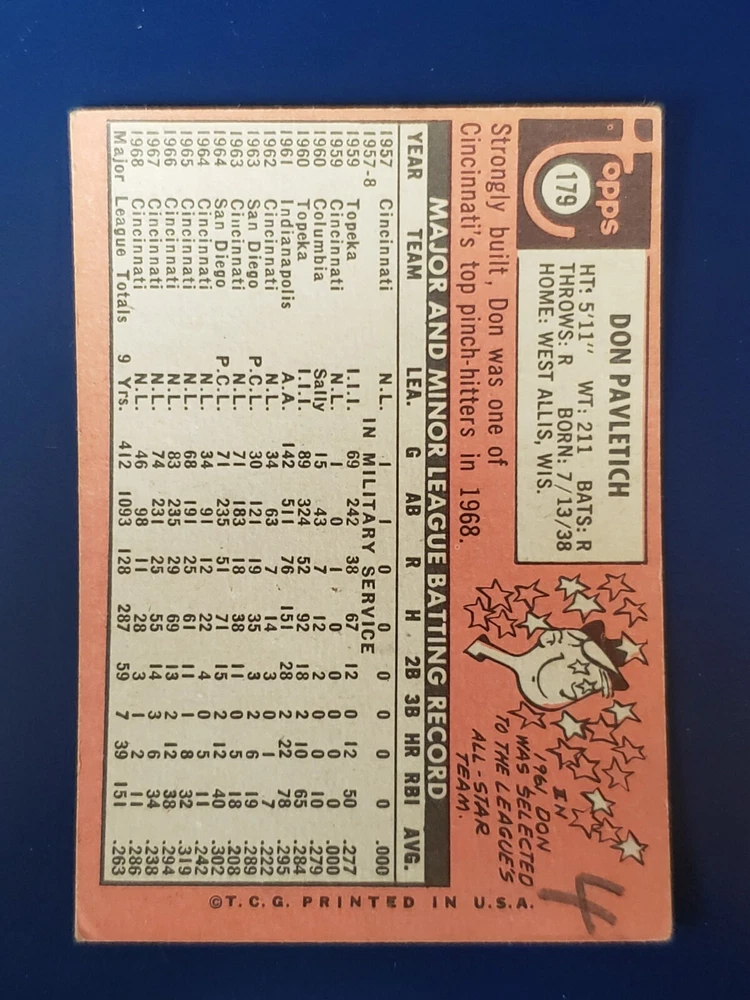 Topps
179
DON PAVLETICH
HT: 5'11" WT: 211 BATS: R
THROWS: R BORN: 7/13/38
HOME: WEST ALLIS, WIS.
Strongly built, Don was one of
Cincinnati's top pinch-hitters in 1968.
IN
1961, DON
WAS SELECTED
TO THE LEAGUE'S
ALL-STAR
TEAM.
4
MAJOR AND MINOR LEAGUE BATTING RECORD
YEAR TEAM LEA. G AB R H 2B 3B HR RBI AVG.
1957 Cincinnati N.L. 1 1 0 0 0 0 0 0 .000
1957-8 IN MILITARY SERVICE
1959 Topeka I.I.I. 69 242 38 67 12 0 12 50 .277
1959 Cincinnati N.L. 1 0 1 0 0 0 0 0 .000
1960 Columbia Sally 15 43 7 12 2 0 0 10 .279
1960 Topeka I.I.I. 89 324 52 92 18 2 10 65 .284
1961 Indianapolis A.A. 142 511 76 151 28 2 22 78 .295
1962 Cincinnati N.L. 34 63 7 14 3 0 1 7 .222
1963 San Diego P.C.L. 30 121 19 35 3 2 6 19 .289
1963 Cincinnati N.L. 71 183 18 38 11 0 5 18 .208
1964 San Diego P.C.L. 71 235 51 71 15 2 12 40 .302
1964 Cincinnati N.L. 34 91 12 22 4 0 5 11 .242
1965 Cincinnati N.L. 68 191 25 61 11 1 8 32 .319
1966 Cincinnati N.L. 83 235 29 69 13 2 12 38 .294
1967 Cincinnati N.L. 74 231 25 55 14 3 6 34 .238
1968 Cincinnati N.L. 46 98 11 28 3 1 2 11 .286
Major League Totals 9 Yrs. 412 1093 128 287 59 7 39 151 .263
©T.C.G. PRINTED IN U.S.A.